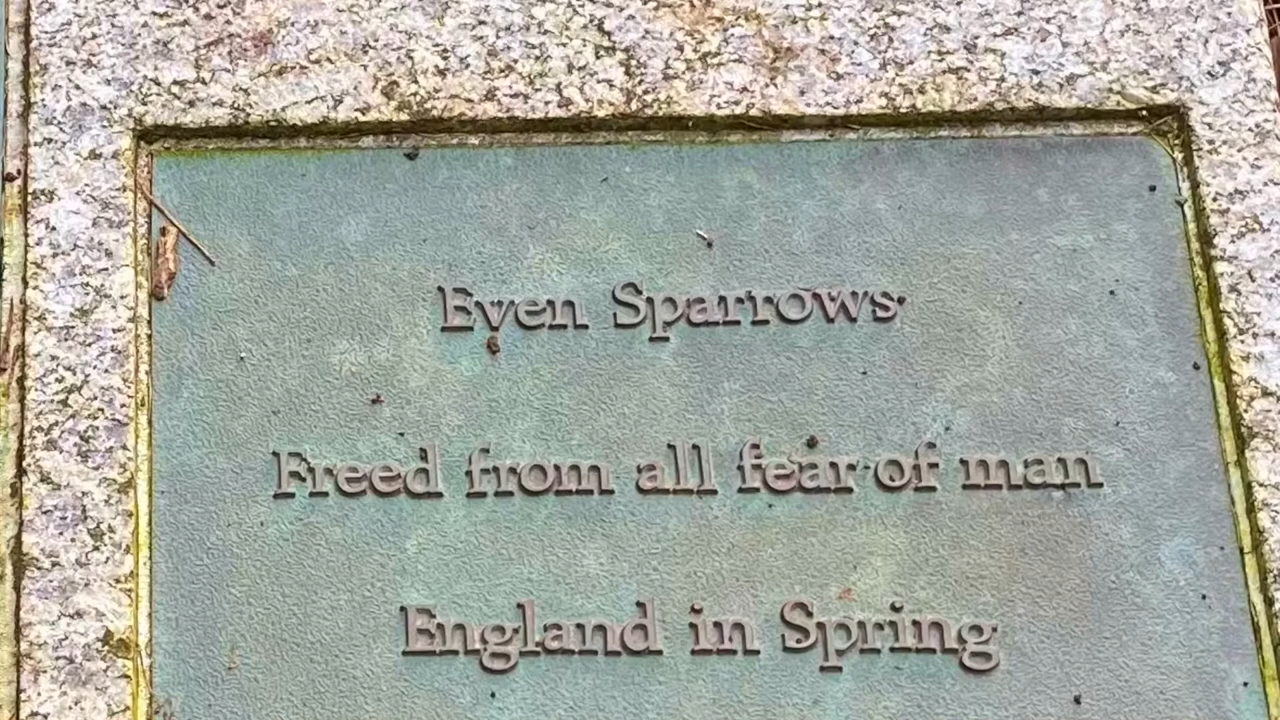 Even Sparrows
Freed from all fear of man
England in Spring